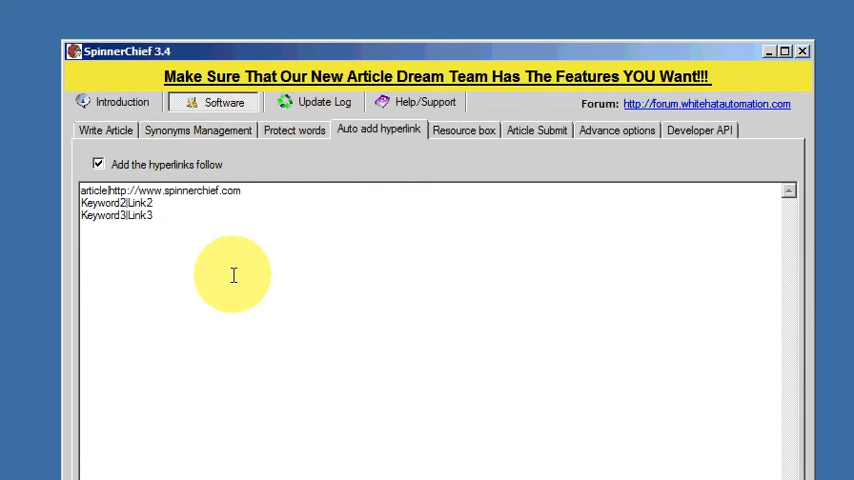 SpinnerChief 3.4
Make Sure That Our New Article Dream Team Has The Features YOU Want!!!
Introduction Software Update Log Help/Support Forum: http://forum.whitehatautomation.com
Write Article Synonyms Management Protect words Auto add hyperlink Resource box Article Submit Advance options Developer API
Add the hyperlinks follow
article|http://www.spinnerchief.com
Keyword2|Link2
Keyword3|Link3